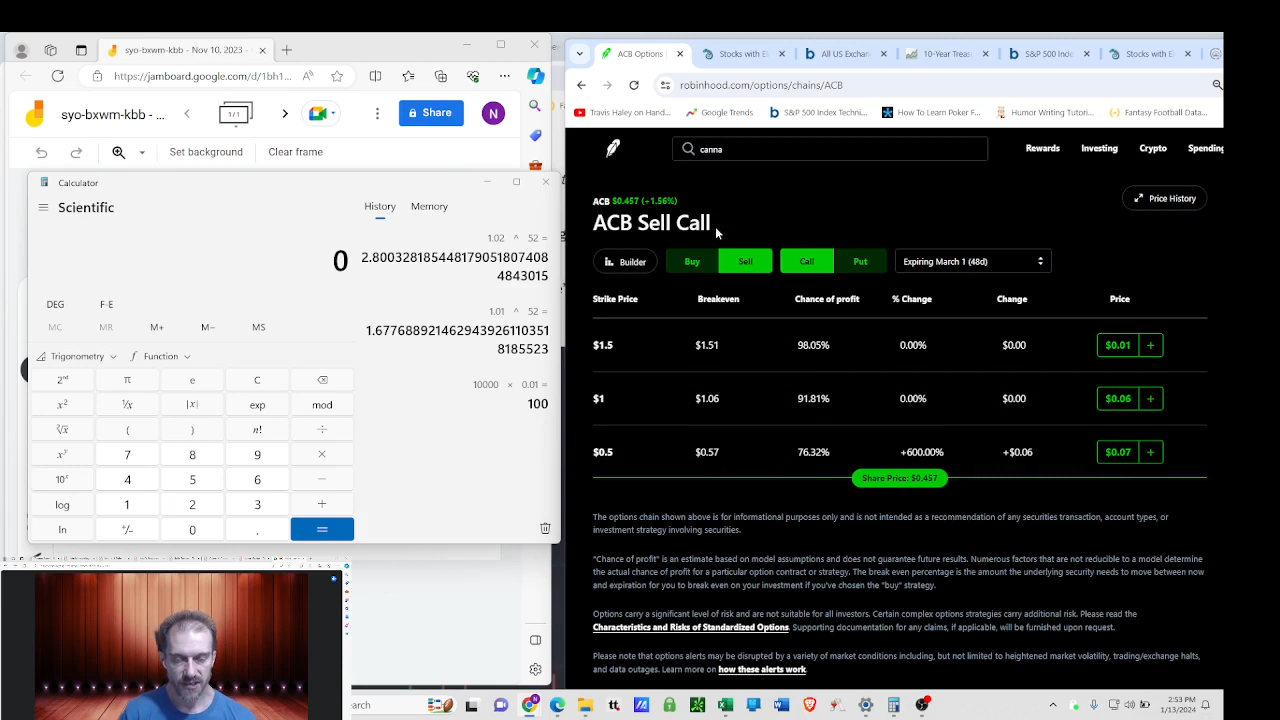 syo-bxwm-kbb - Nov 10, 2023 -
https://jamboard.google.com/d/1h1...
syo-bxwm-kbb - ...
1/1
Share
N
Set background
Clear frame
Calculator
Scientific
History
Memory
0
1.02 ^ 52 =
2.8003281854481790518074084843015
1.01 ^ 52 =
1.6776889214629439261103518185523
10000 × 0.01 =
100
DEG
F-E
MC
MR
M+
M−
MS
Trigonometry
Function
2ⁿᵈ
π
e
C
x²
¹/x
|x|
exp
mod
²√x
(
)
n!
÷
xʸ
7
8
9
×
10ˣ
4
5
6
−
log
1
2
3
+
ln
⁺/₋
0
.
=
ACB Options |
Stocks with E
All US Exchan
10-Year Treas
S&P 500 Inde
Stocks with E
robinhood.com/options/chains/ACB
Travis Haley on Hand...
Google Trends
S&P 500 Index Techni...
How To Learn Poker F...
Humor Writing Tutori...
Fantasy Football Data...
canna
Rewards
Investing
Crypto
Spending
ACB $0.457 (+1.56%)
ACB Sell Call
Price History
Builder
Buy
Sell
Call
Put
Expiring March 1 (48d)
Strike Price Breakeven Chance of profit % Change Change Price
$1.5 $1.51 98.05% 0.00% $0.00 $0.01 +
$1 $1.06 91.81% 0.00% $0.00 $0.06 +
$0.5 $0.57 76.32% +600.00% +$0.06 $0.07 +
Share Price: $0.457
The options chain shown above is for informational purposes only and is not intended as a recommendation of any securities transaction, account types, or
investment strategy involving securities.
"Chance of profit" is an estimate based on model assumptions and does not guarantee future results. Numerous factors that are not reducible to a model determine
the actual chance of profit for a particular option contract or strategy. The break even percentage is the amount the underlying security needs to move between now
and expiration for you to break even on your investment if you've chosen the "buy" strategy.
Options carry a significant level of risk and are not suitable for all investors. Certain complex options strategies carry additional risk. Please read the
Characteristics and Risks of Standardized Options. Supporting documentation for any claims, if applicable, will be furnished upon request.
Please note that options alerts may be disrupted by a variety of market conditions including, but not limited to heightened market volatility, trading/exchange halts,
and data outages. Learn more on how these alerts work.
arch
tt
2:53 PM
1/13/2024